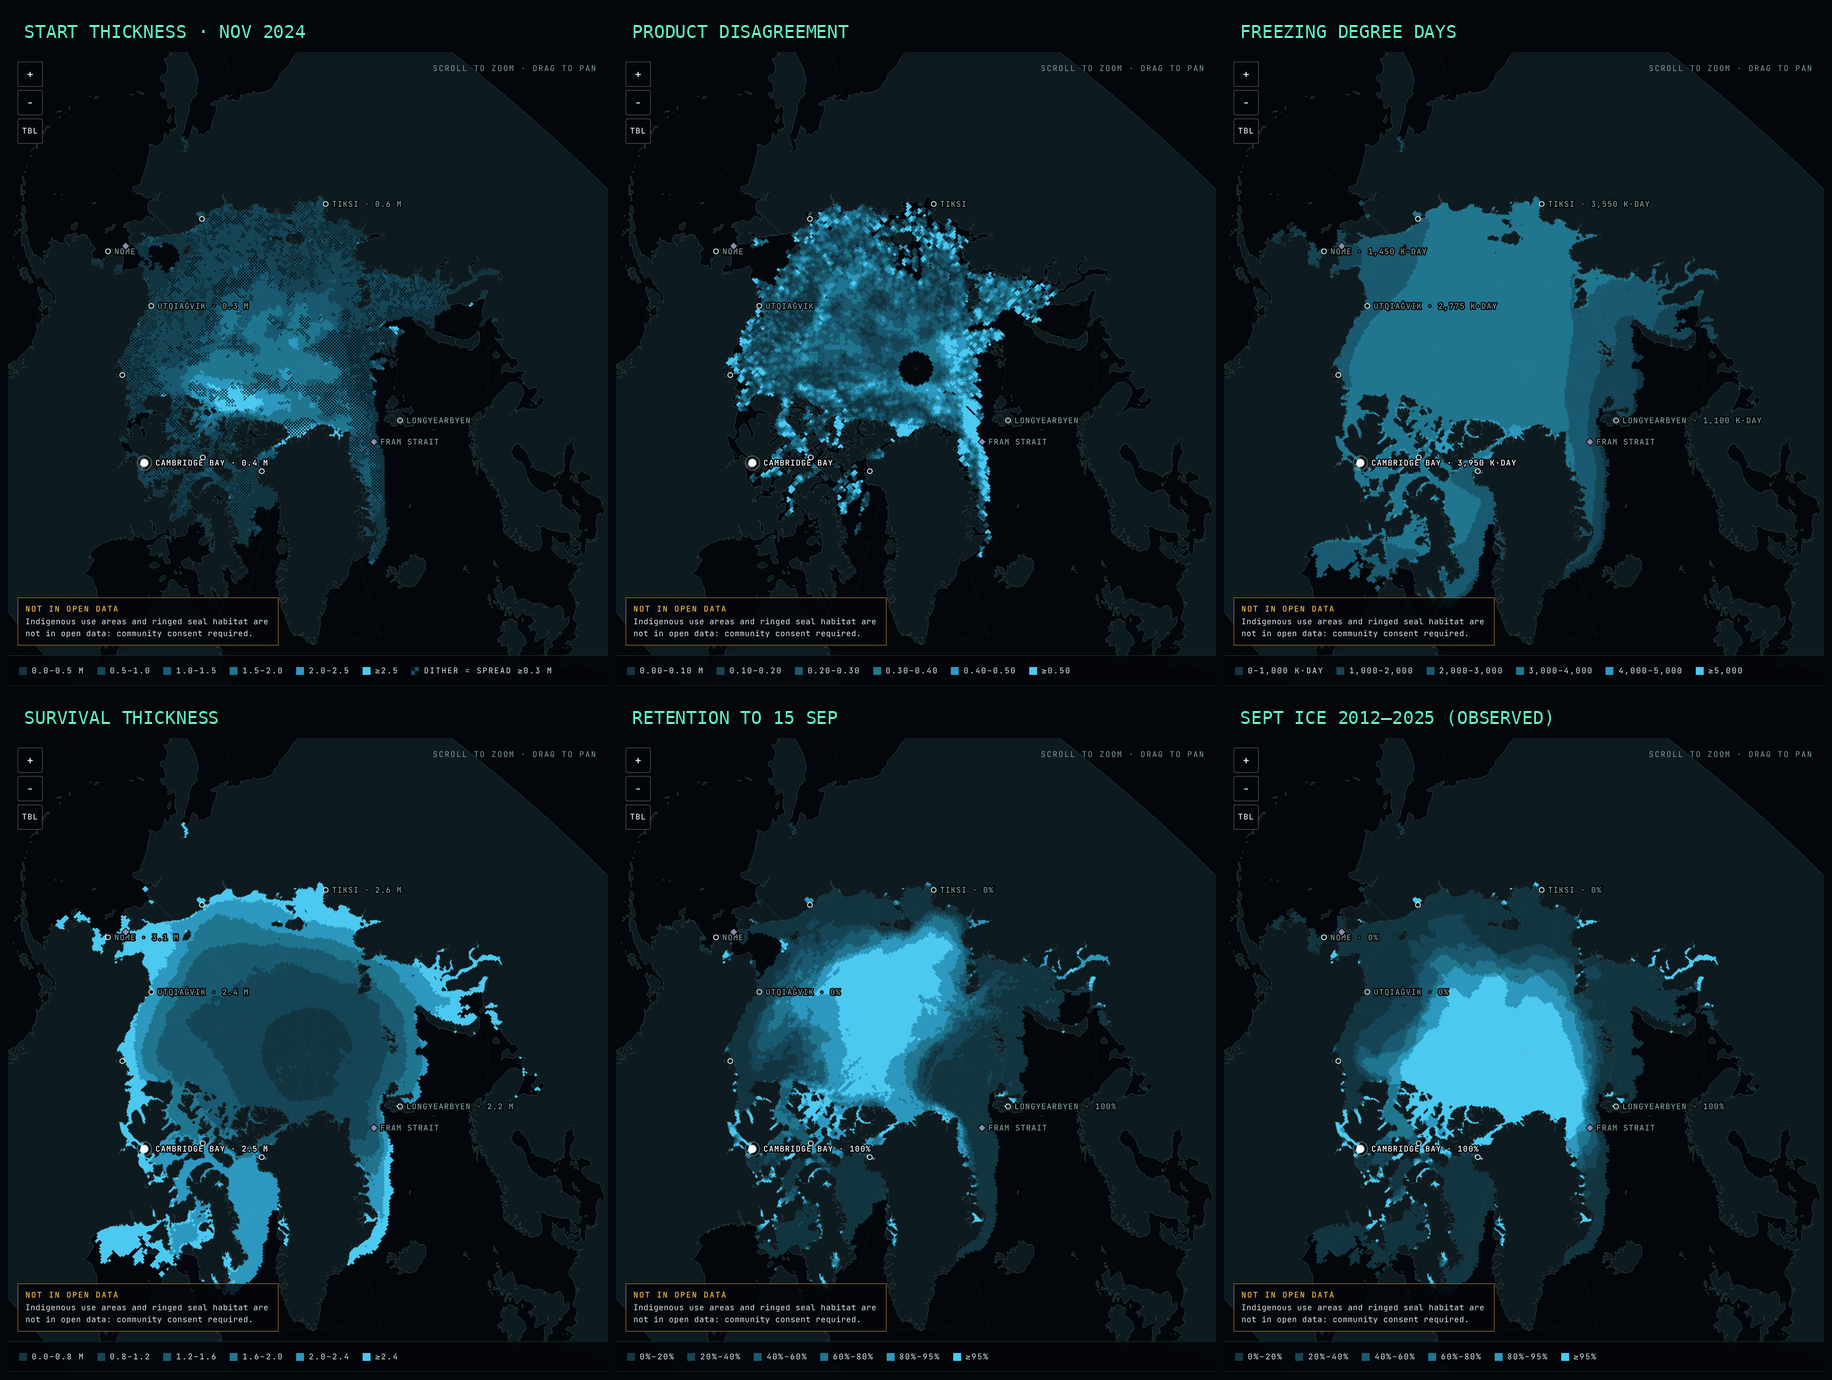 START THICKNESS · NOV 2024
SCROLL TO ZOOM · DRAG TO PAN
+
-
TBL
TIKSI · 0.6 M
NOME
UTQIAĠVIK · 0.3 M
LONGYEARBYEN
FRAM STRAIT
CAMBRIDGE BAY · 0.4 M
NOT IN OPEN DATA
Indigenous use areas and ringed seal habitat are
not in open data: community consent required.
0.0–0.5 M 0.5–1.0 1.0–1.5 1.5–2.0 2.0–2.5 ≥2.5 DITHER = SPREAD ≥0.3 M
PRODUCT DISAGREEMENT
SCROLL TO ZOOM · DRAG TO PAN
+
-
TBL
TIKSI
NOME
UTQIAĠVIK
LONGYEARBYEN
FRAM STRAIT
CAMBRIDGE BAY
NOT IN OPEN DATA
Indigenous use areas and ringed seal habitat are
not in open data: community consent required.
0.00–0.10 M 0.10–0.20 0.20–0.30 0.30–0.40 0.40–0.50 ≥0.50
FREEZING DEGREE DAYS
SCROLL TO ZOOM · DRAG TO PAN
+
-
TBL
TIKSI · 3,550 K·DAY
NOME · 1,450 K·DAY
UTQIAĠVIK · 2,775 K·DAY
LONGYEARBYEN · 1,100 K·DAY
FRAM STRAIT
CAMBRIDGE BAY · 3,950 K·DAY
NOT IN OPEN DATA
Indigenous use areas and ringed seal habitat are
not in open data: community consent required.
0–1,000 K·DAY 1,000–2,000 2,000–3,000 3,000–4,000 4,000–5,000 ≥5,000
SURVIVAL THICKNESS
SCROLL TO ZOOM · DRAG TO PAN
+
-
TBL
TIKSI · 2.6 M
NOME · 3.1 M
UTQIAĠVIK · 2.4 M
LONGYEARBYEN · 2.2 M
FRAM STRAIT
CAMBRIDGE BAY · 2.5 M
NOT IN OPEN DATA
Indigenous use areas and ringed seal habitat are
not in open data: community consent required.
0.0–0.8 M 0.8–1.2 1.2–1.6 1.6–2.0 2.0–2.4 ≥2.4
RETENTION TO 15 SEP
SCROLL TO ZOOM · DRAG TO PAN
+
-
TBL
TIKSI · 0%
NOME
UTQIAĠVIK · 0%
LONGYEARBYEN · 100%
FRAM STRAIT
CAMBRIDGE BAY · 100%
NOT IN OPEN DATA
Indigenous use areas and ringed seal habitat are
not in open data: community consent required.
0%–20% 20%–40% 40%–60% 60%–80% 80%–95% ≥95%
SEPT ICE 2012–2025 (OBSERVED)
SCROLL TO ZOOM · DRAG TO PAN
+
-
TBL
TIKSI · 0%
NOME · 0%
UTQIAĠVIK · 0%
LONGYEARBYEN · 100%
FRAM STRAIT
CAMBRIDGE BAY · 100%
NOT IN OPEN DATA
Indigenous use areas and ringed seal habitat are
not in open data: community consent required.
0%–20% 20%–40% 40%–60% 60%–80% 80%–95% ≥95%